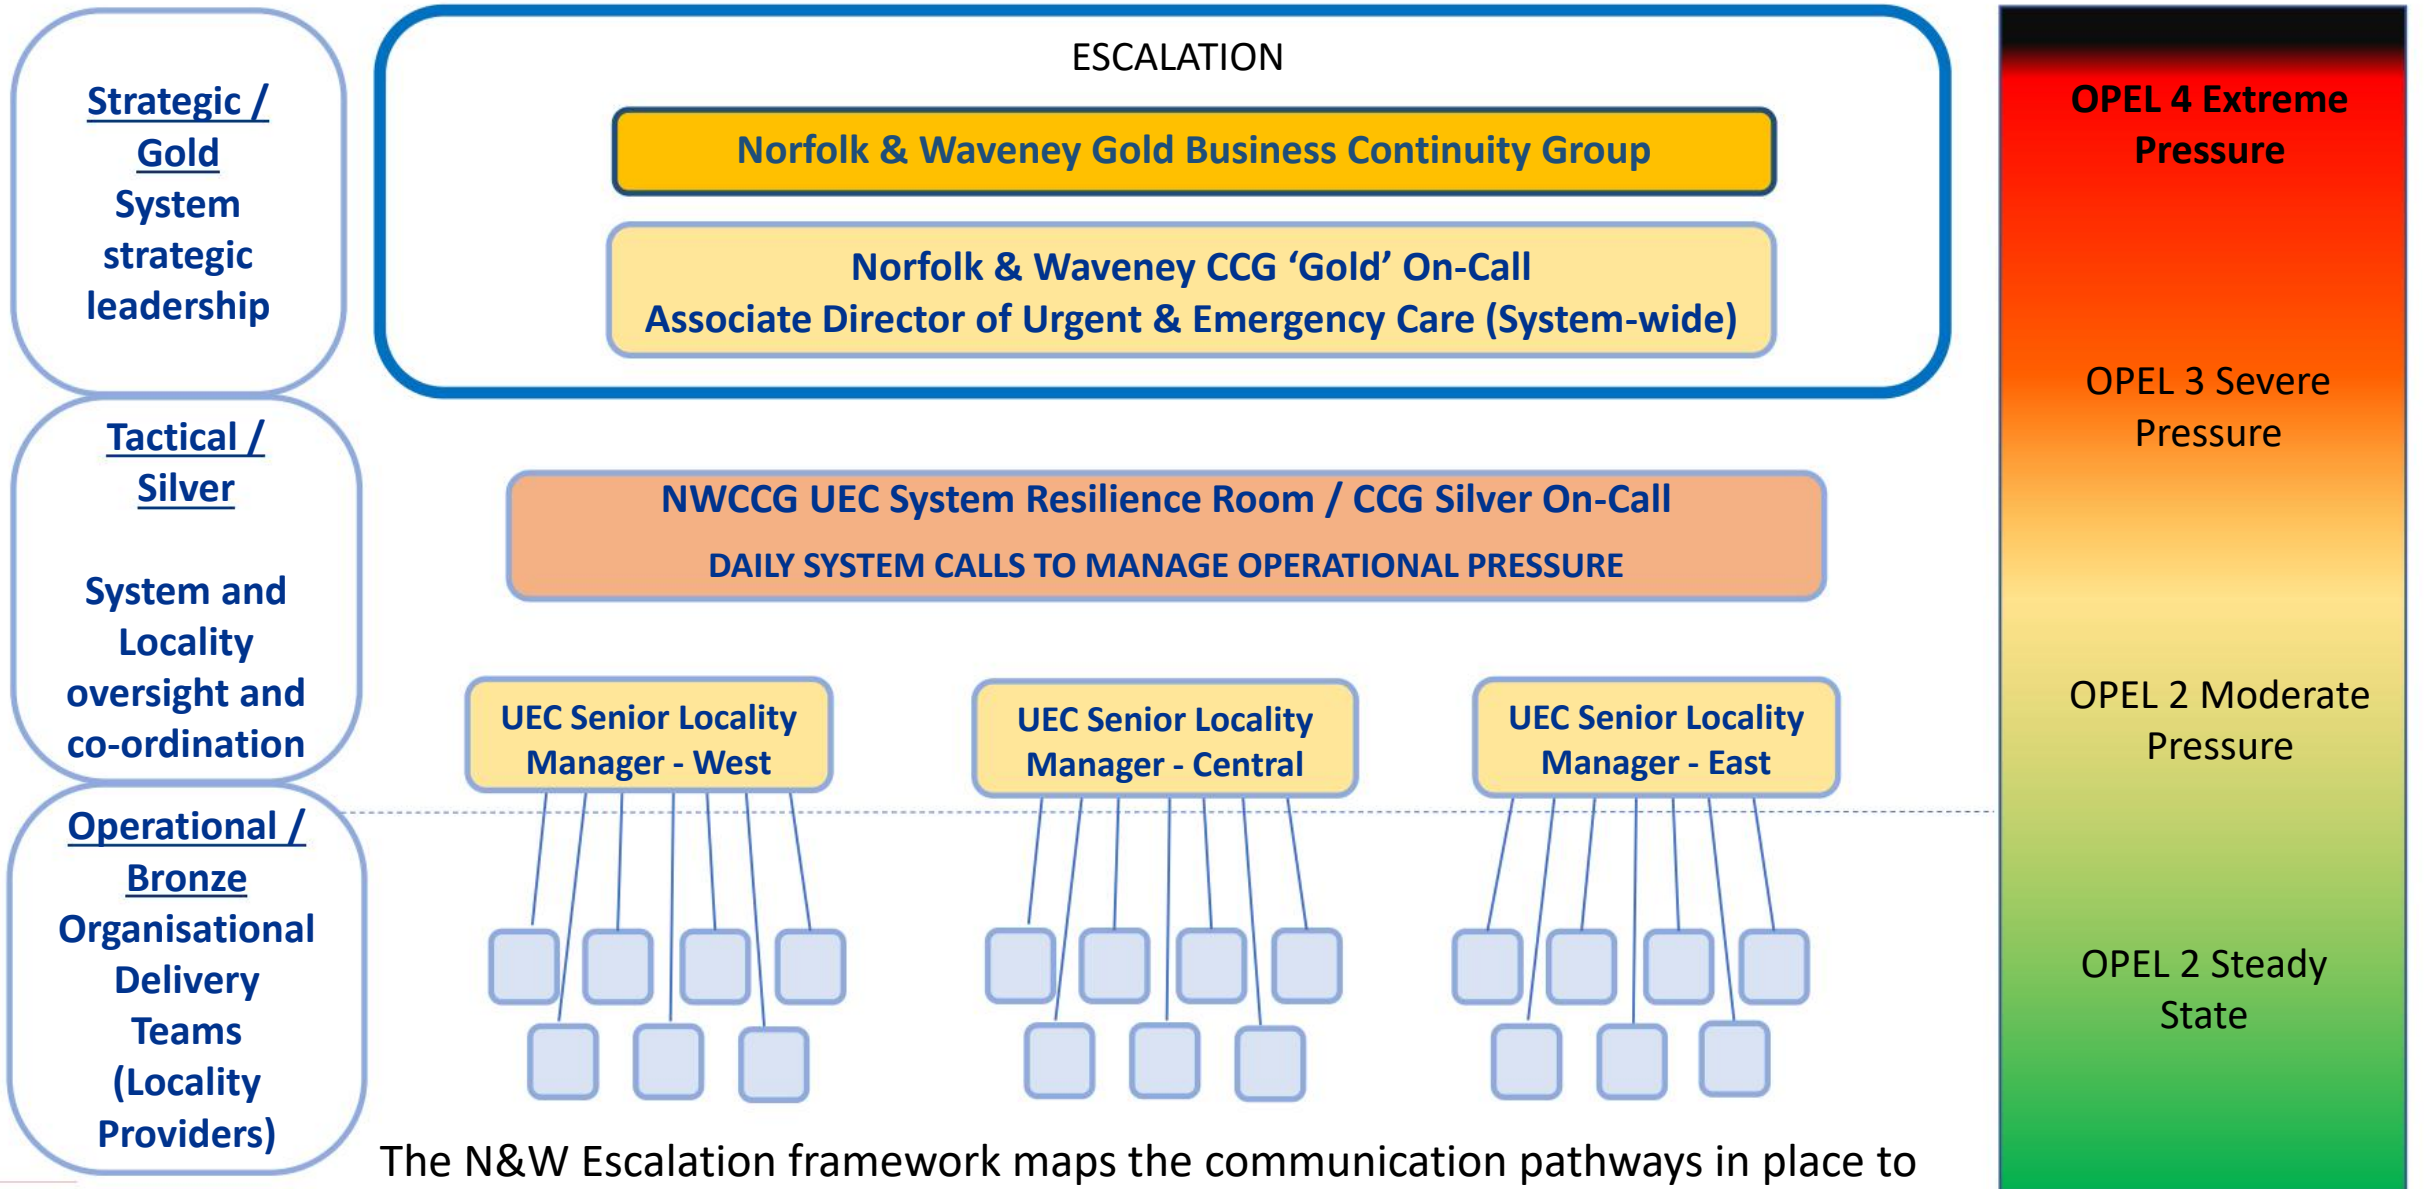 Strategic /
Gold
System
strategic
leadership
Tactical /
Silver
System and
Locality
oversight and
co-ordination
Operational /
Bronze
Organisational
Delivery
Teams
(Locality
Providers)
ESCALATION
Norfolk & Waveney Gold Business Continuity Group
Norfolk & Waveney CCG ‘Gold’ On-Call
Associate Director of Urgent & Emergency Care (System-wide)
NWCCG UEC System Resilience Room / CCG Silver On-Call
DAILY SYSTEM CALLS TO MANAGE OPERATIONAL PRESSURE
UEC Senior Locality
Manager - West
UEC Senior Locality
Manager - Central
UEC Senior Locality
Manager - East
The N&W Escalation framework maps the communication pathways in place to
OPEL 4 Extreme
Pressure
OPEL 3 Severe
Pressure
OPEL 2 Moderate
Pressure
OPEL 2 Steady
State